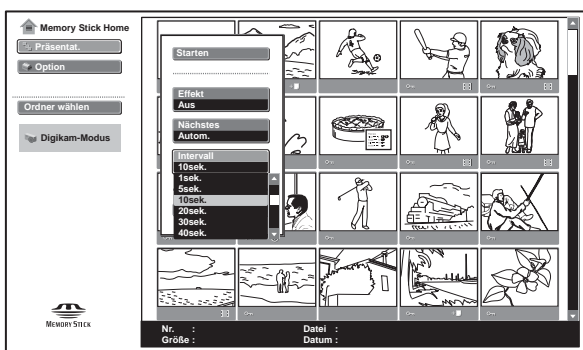 Memory Stick Home
Präsentat.
Option
Ordner wählen
Digikam-Modus
MEMORY STICK
Starten
Effekt
Aus
Nächstes
Autom.
Intervall
10sek.
1sek.
5sek.
10sek.
20sek.
30sek.
40sek.
Nr. : Datei :
Größe : Datum :